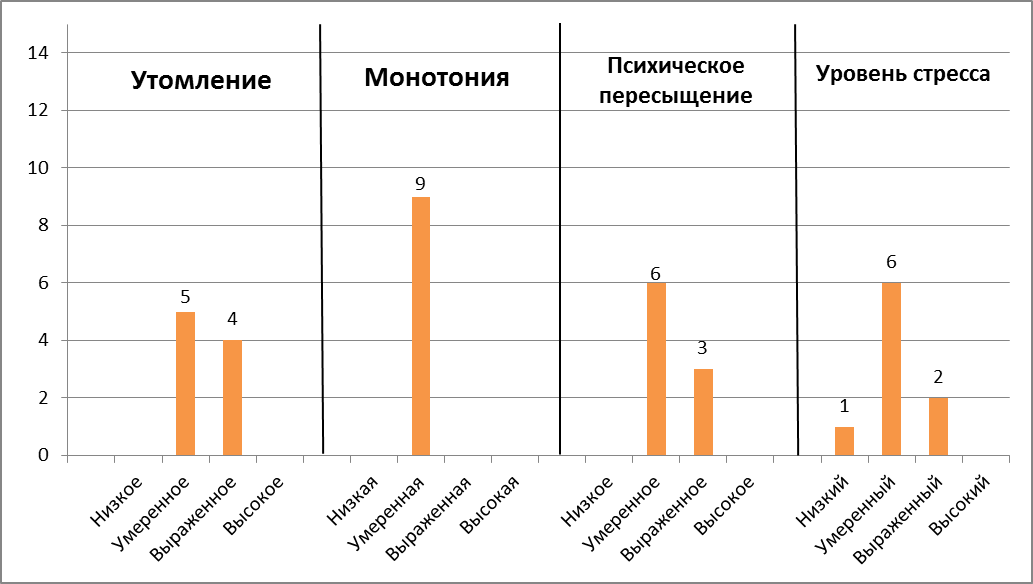 14
12
10
8
6
4
2
0
Утомление
Монотония
Психическое
пересыщение
Уровень стресса
5
4
9
6
3
1
6
2
Низкое
Умеренное
Выраженное
Высокое
Низкая
Умеренная
Выраженная
Высокая
Низкое
Умеренное
Выраженное
Высокое
Низкий
Умеренный
Выраженный
Высокий